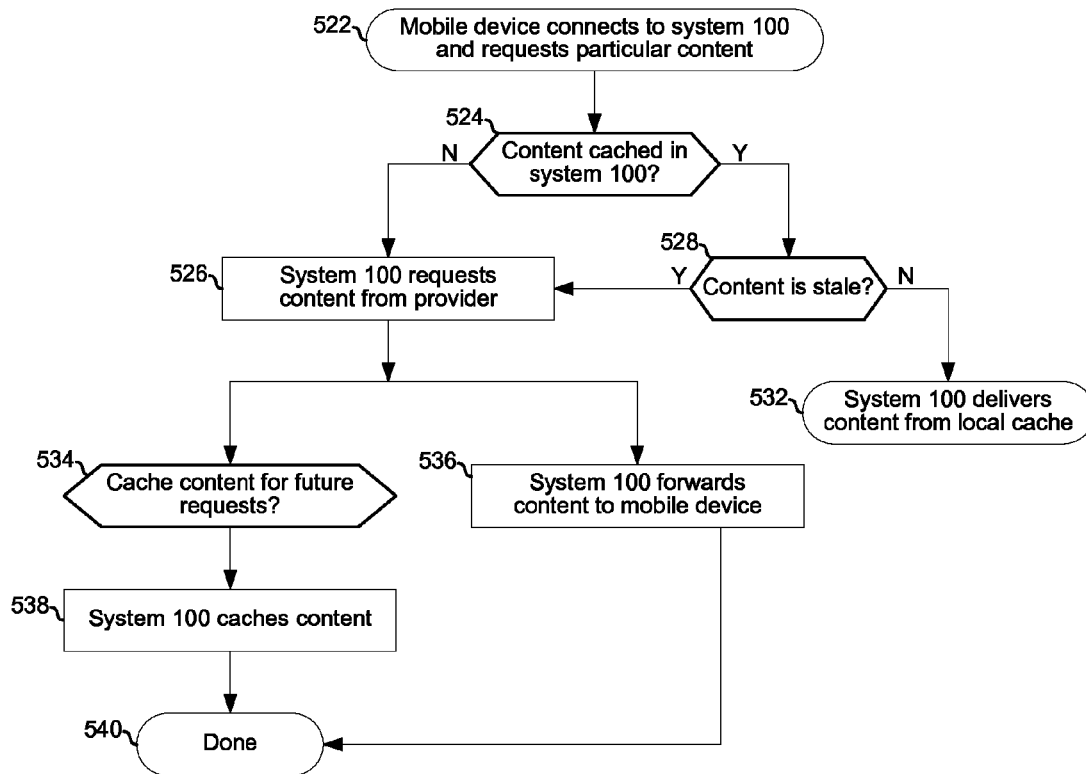 522
Mobile device connects to system 100
and requests particular content
524
N
Content cached in
system 100?
Y
528
526
System 100 requests
content from provider
Y
Content is stale?
N
532
System 100 delivers
content from local cache
534
Cache content for future
requests?
536
System 100 forwards
content to mobile device
538
System 100 caches content
540
Done